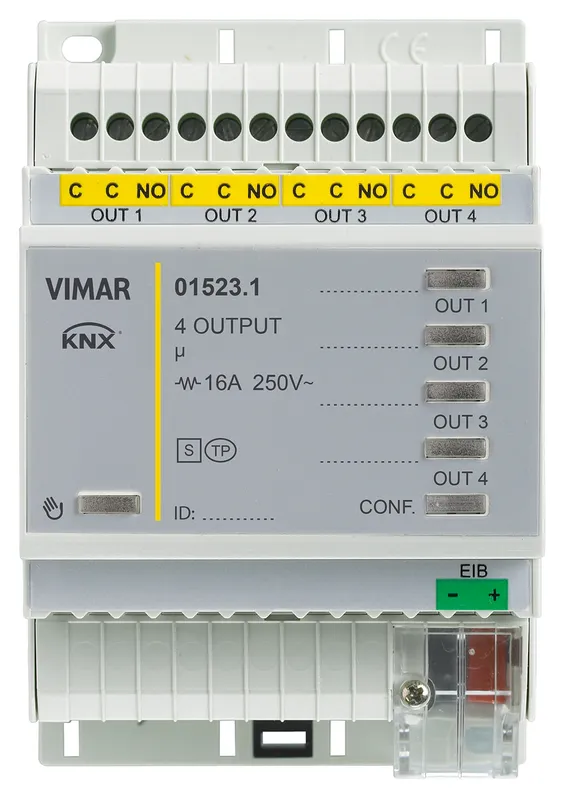 CE
C C NO C C NO C C NO C C NO
OUT 1 OUT 2 OUT 3 OUT 4
VIMAR
KNX
01523.1
4 OUTPUT
µ
16A 250V~
S TP
ID: ...........
OUT 1
OUT 2
OUT 3
OUT 4
CONF.
EIB
- +